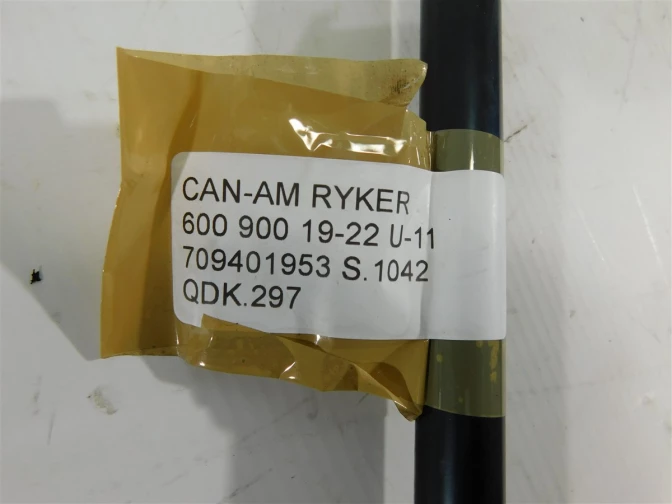 CAN-AM RYKER
600 900 19-22 U-11
709401953 S.1042
QDK.297